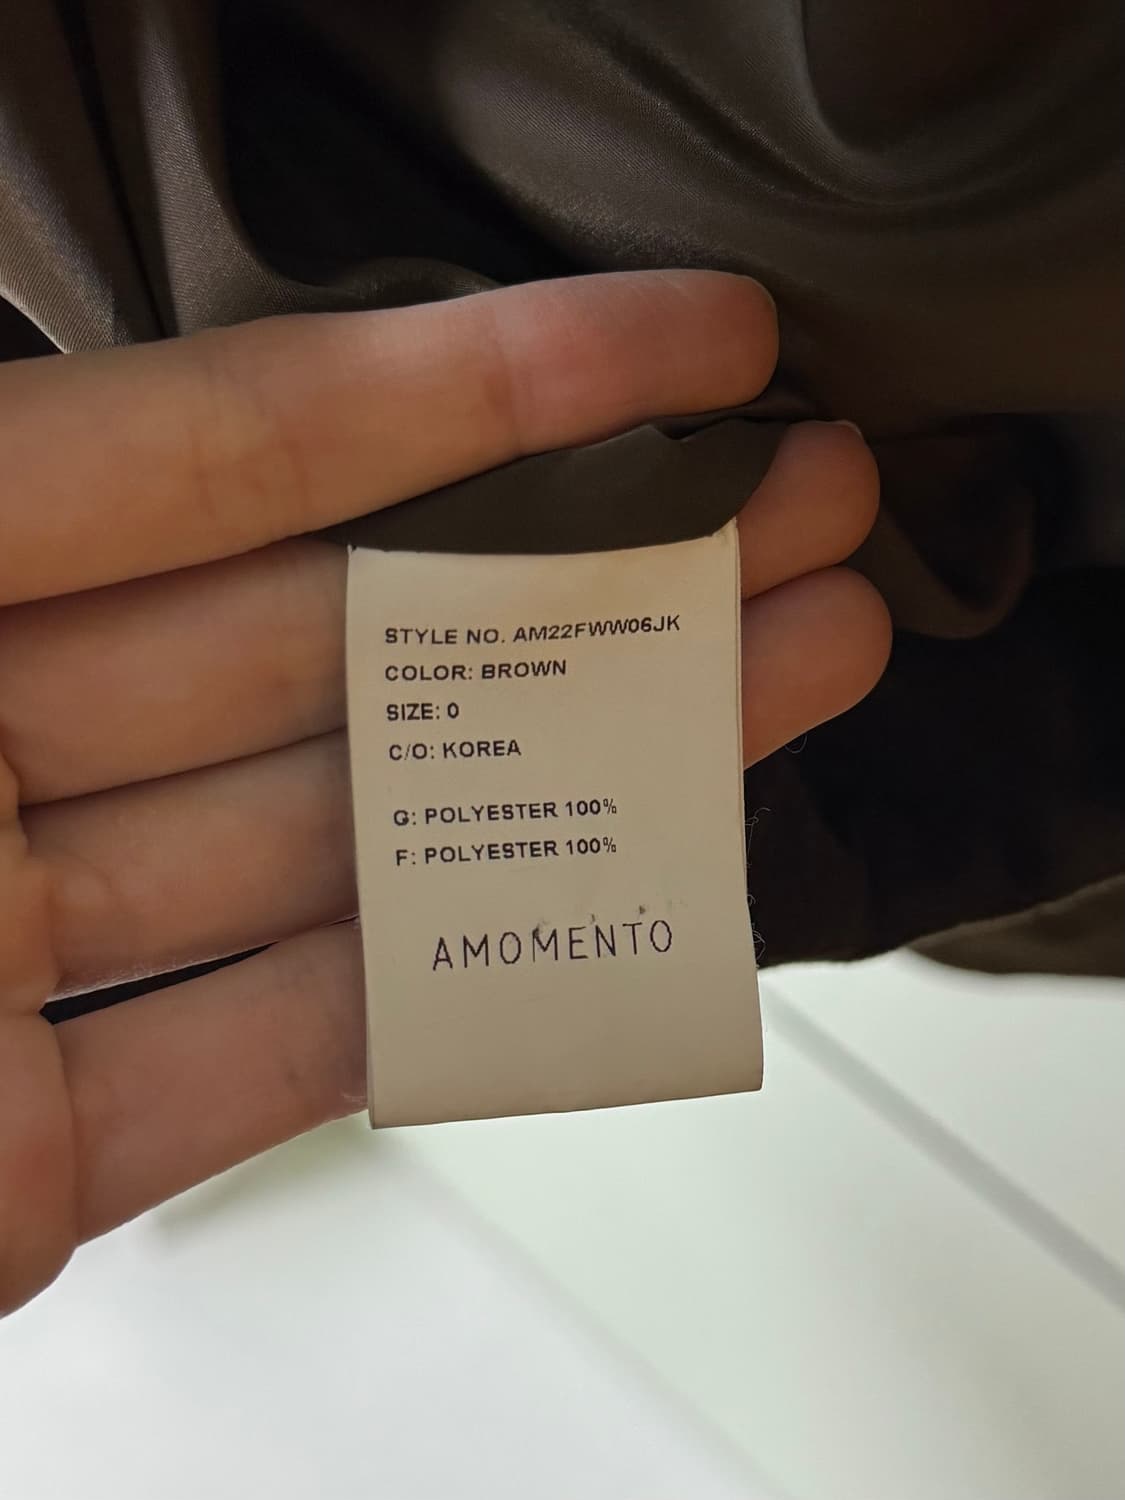 STYLE NO. AM22FWW06JK
COLOR: BROWN
SIZE: 0
C/O: KOREA
G: POLYESTER 100%
F: POLYESTER 100%
AMOMENTO